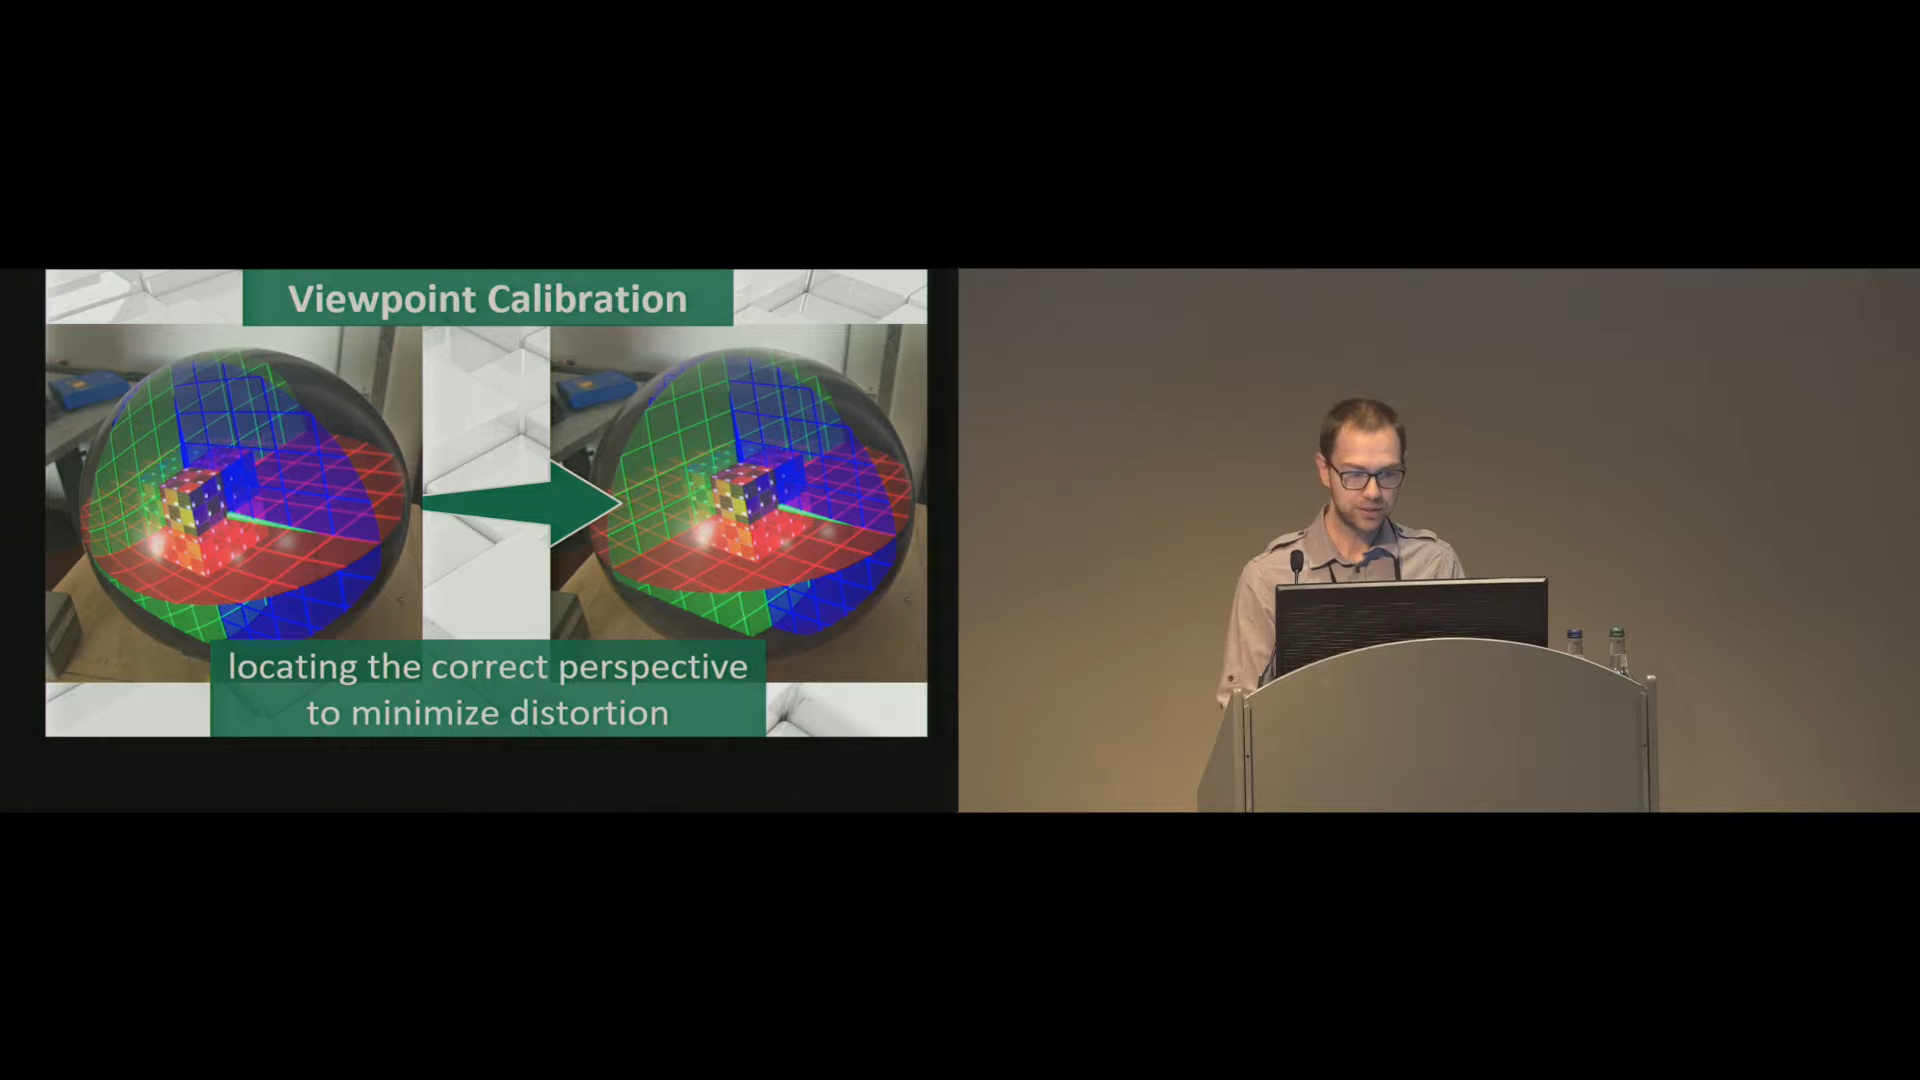 Viewpoint Calibration
locating the correct perspective
to minimize distortion